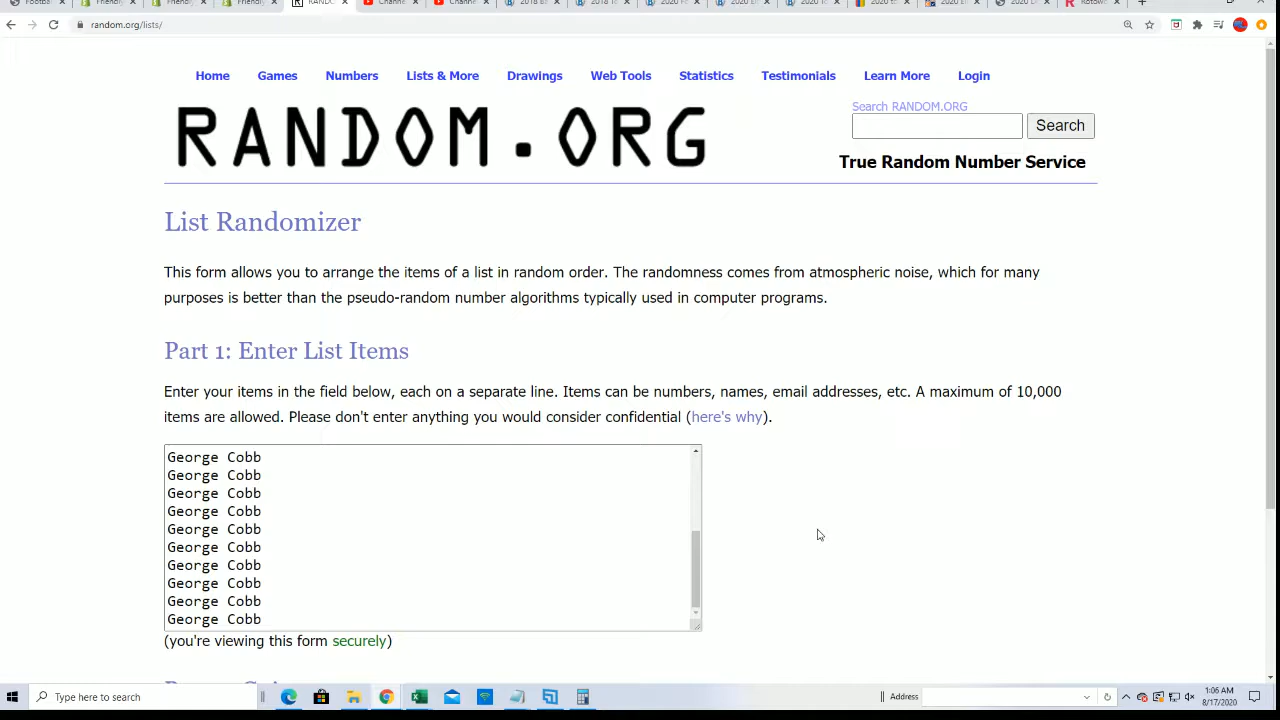 Friendly
Friendly
Friendly
Channe
Channe
random.org/lists/
Home Games Numbers Lists & More Drawings Web Tools Statistics Testimonials Learn More Login
RANDOM.ORG
Search RANDOM.ORG
Search
True Random Number Service
List Randomizer
This form allows you to arrange the items of a list in random order. The randomness comes from atmospheric noise, which for many
purposes is better than the pseudo-random number algorithms typically used in computer programs.
Part 1: Enter List Items
Enter your items in the field below, each on a separate line. Items can be numbers, names, email addresses, etc. A maximum of 10,000
items are allowed. Please don't enter anything you would consider confidential (here's why).
George Cobb
George Cobb
George Cobb
George Cobb
George Cobb
George Cobb
George Cobb
George Cobb
George Cobb
George Cobb
(you're viewing this form securely)
Type here to search
Address
1:06 AM
8/17/2020